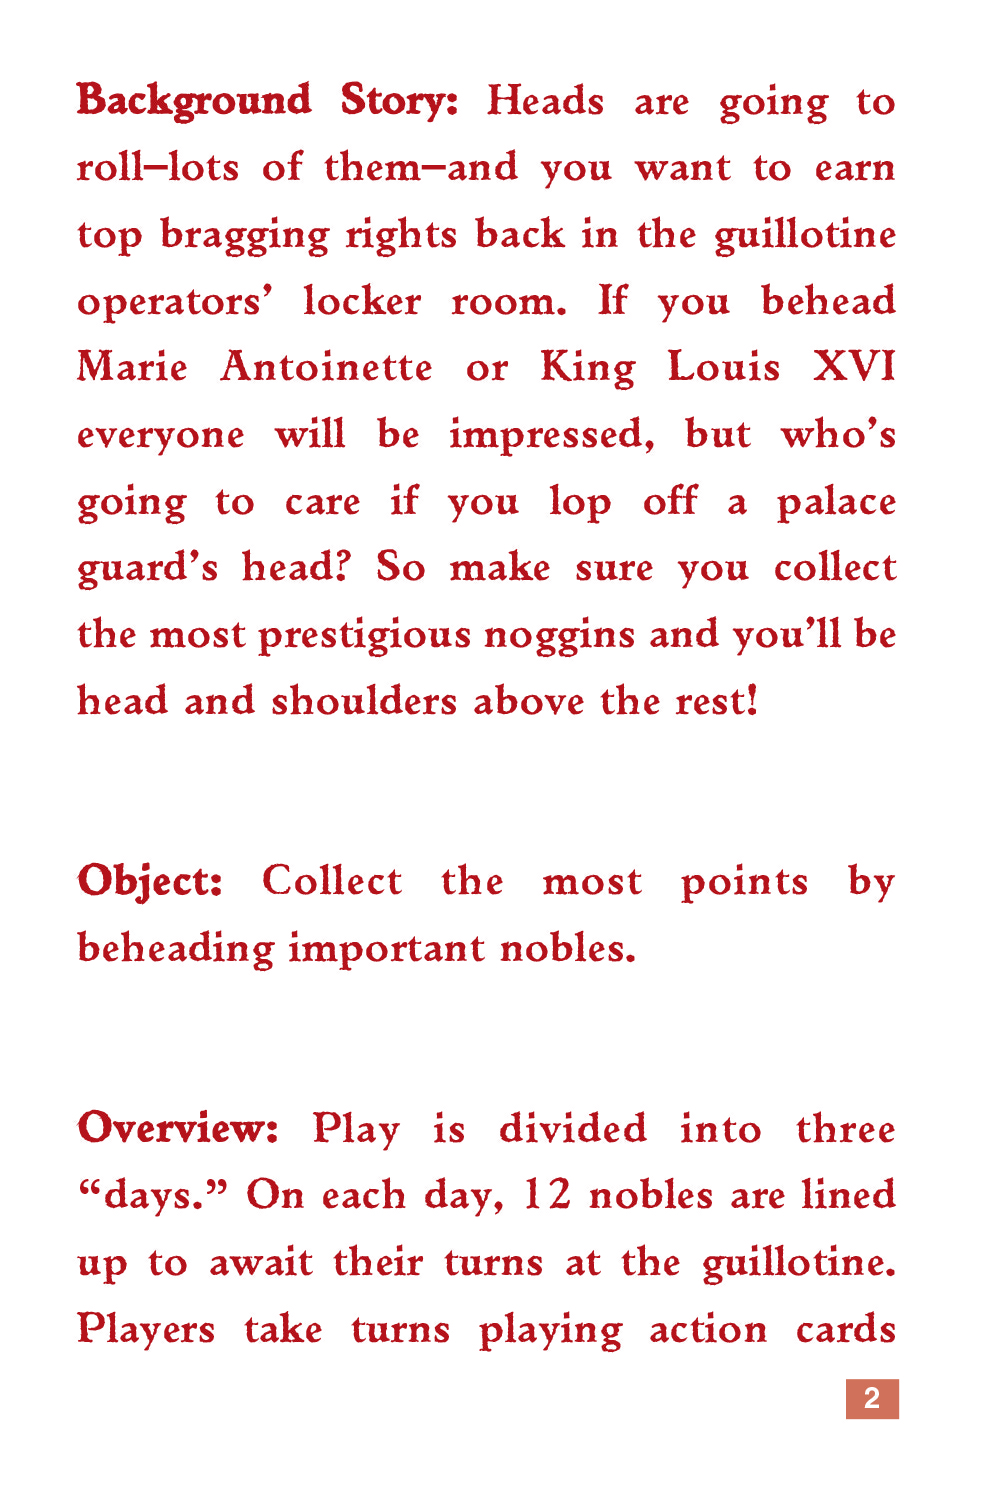 Background Story: Heads are going to
roll–lots of them–and you want to earn
top bragging rights back in the guillotine
operators’ locker room. If you behead
Marie Antoinette or King Louis XVI
everyone will be impressed, but who’s
going to care if you lop off a palace
guard’s head? So make sure you collect
the most prestigious noggins and you’ll be
head and shoulders above the rest!
Object: Collect the most points by
beheading important nobles.
Overview: Play is divided into three
“days.” On each day, 12 nobles are lined
up to await their turns at the guillotine.
Players take turns playing action cards
2